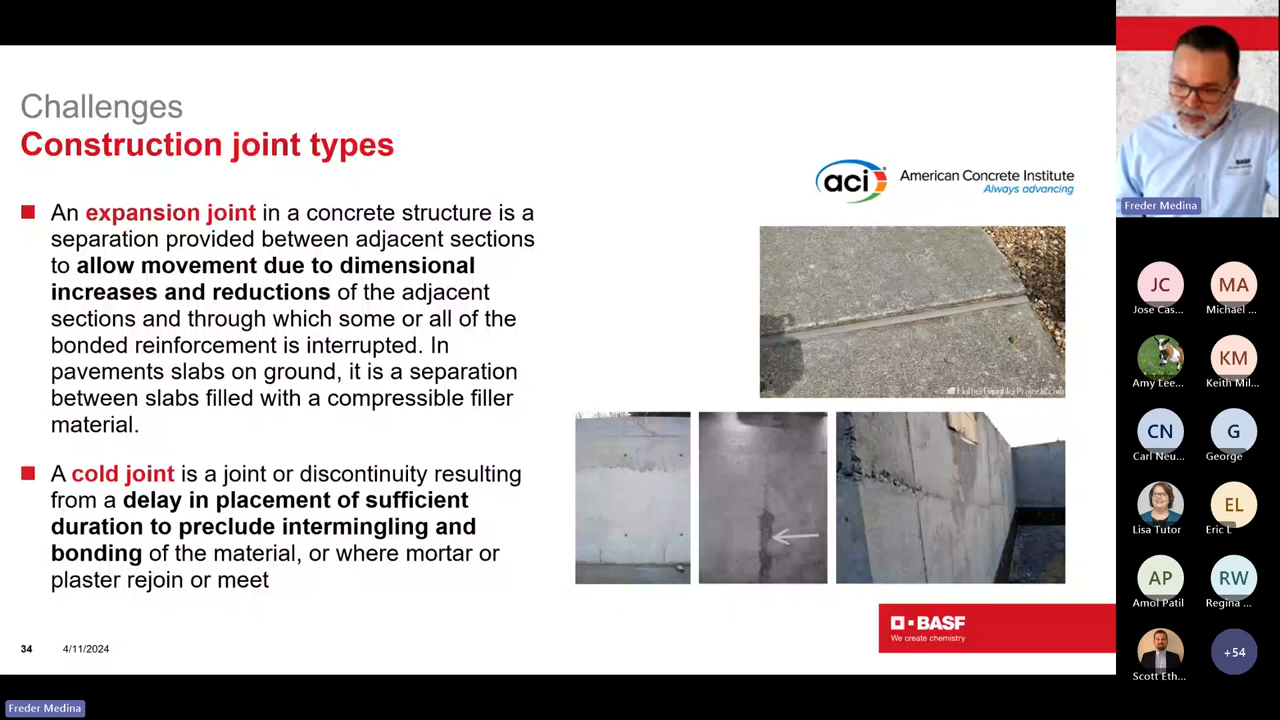 Challenges
Construction joint types
An expansion joint in a concrete structure is a
separation provided between adjacent sections
to allow movement due to dimensional
increases and reductions of the adjacent
sections and through which some or all of the
bonded reinforcement is interrupted. In
pavements slabs on ground, it is a separation
between slabs filled with a compressible filler
material.
A cold joint is a joint or discontinuity resulting
from a delay in placement of sufficient
duration to preclude intermingling and
bonding of the material, or where mortar or
plaster rejoin or meet
34
4/11/2024
aci
American Concrete Institute
Always advancing
BASF
We create chemistry
BASF
Freder Medina
JC
Jose Cas...
MA
Michael ...
Amy Lee...
KM
Keith Mil...
CN
Carl Neu...
G
George
Lisa Tutor
EL
Eric L
AP
Amol Patil
RW
Regina ...
Scott Eth...
+54
Freder Medina